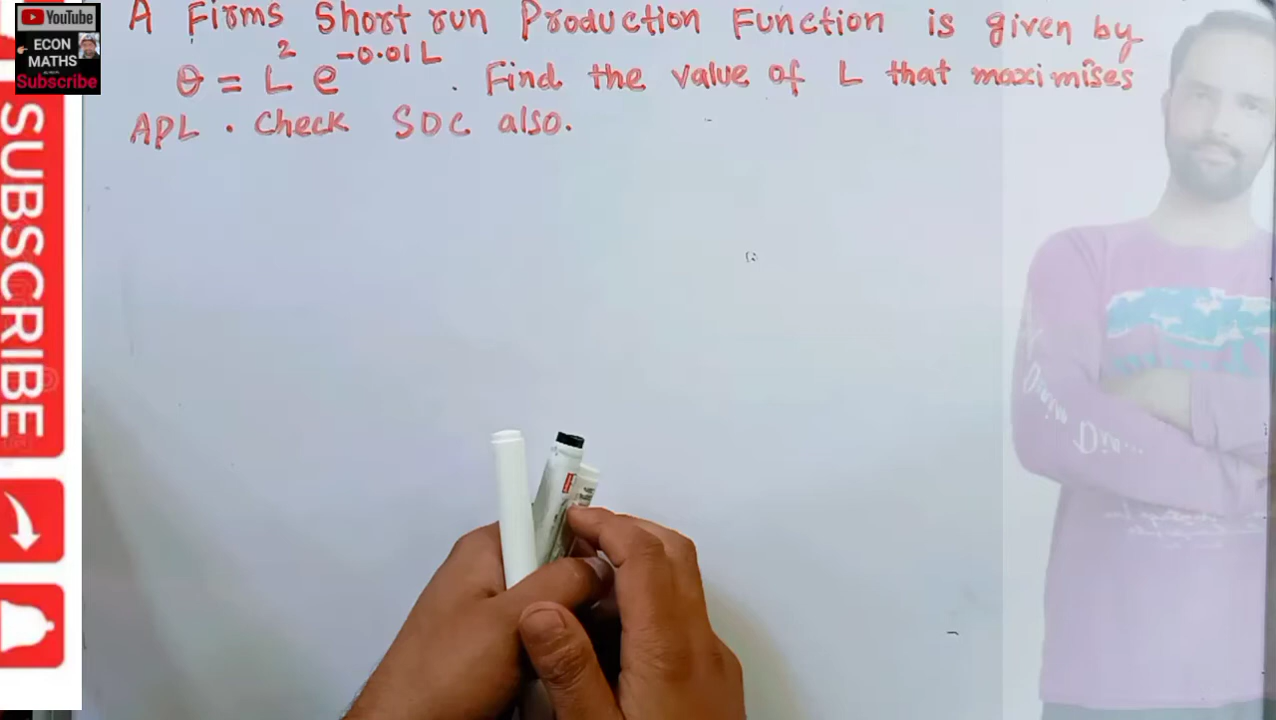 YouTube
ECON
MATHS
Subscribe
SUBSCRIBE
A Firms Short run Production Function is given by
θ = L² e^-0.01L . Find the value of L that maximises
APL . Check SOC also.